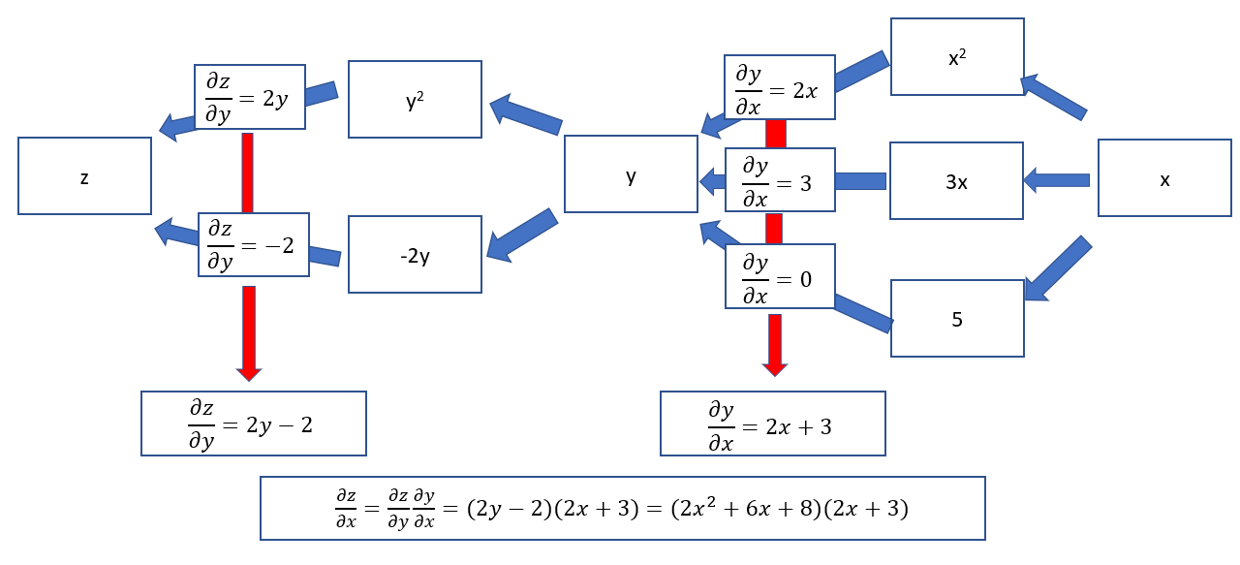 x²
∂z/∂y = 2y
y²
∂y/∂x = 2x
z
y
∂y/∂x = 3
3x
x
∂z/∂y = −2
-2y
∂y/∂x = 0
5
∂z/∂y = 2y − 2
∂y/∂x = 2x + 3
∂z/∂x = ∂z/∂y ∂y/∂x = (2y − 2)(2x + 3) = (2x² + 6x + 8)(2x + 3)